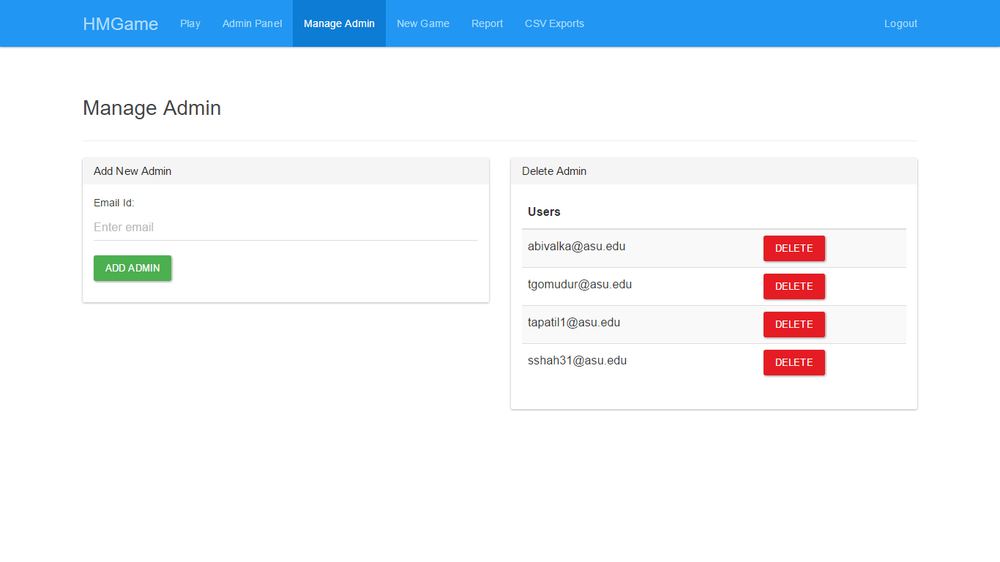 HMGame Play Admin Panel Manage Admin New Game Report CSV Exports Logout
Manage Admin
Add New Admin
Email Id:
Enter email
ADD ADMIN
Delete Admin
Users
abivalka@asu.edu DELETE
tgomudur@asu.edu DELETE
tapatil1@asu.edu DELETE
sshah31@asu.edu DELETE